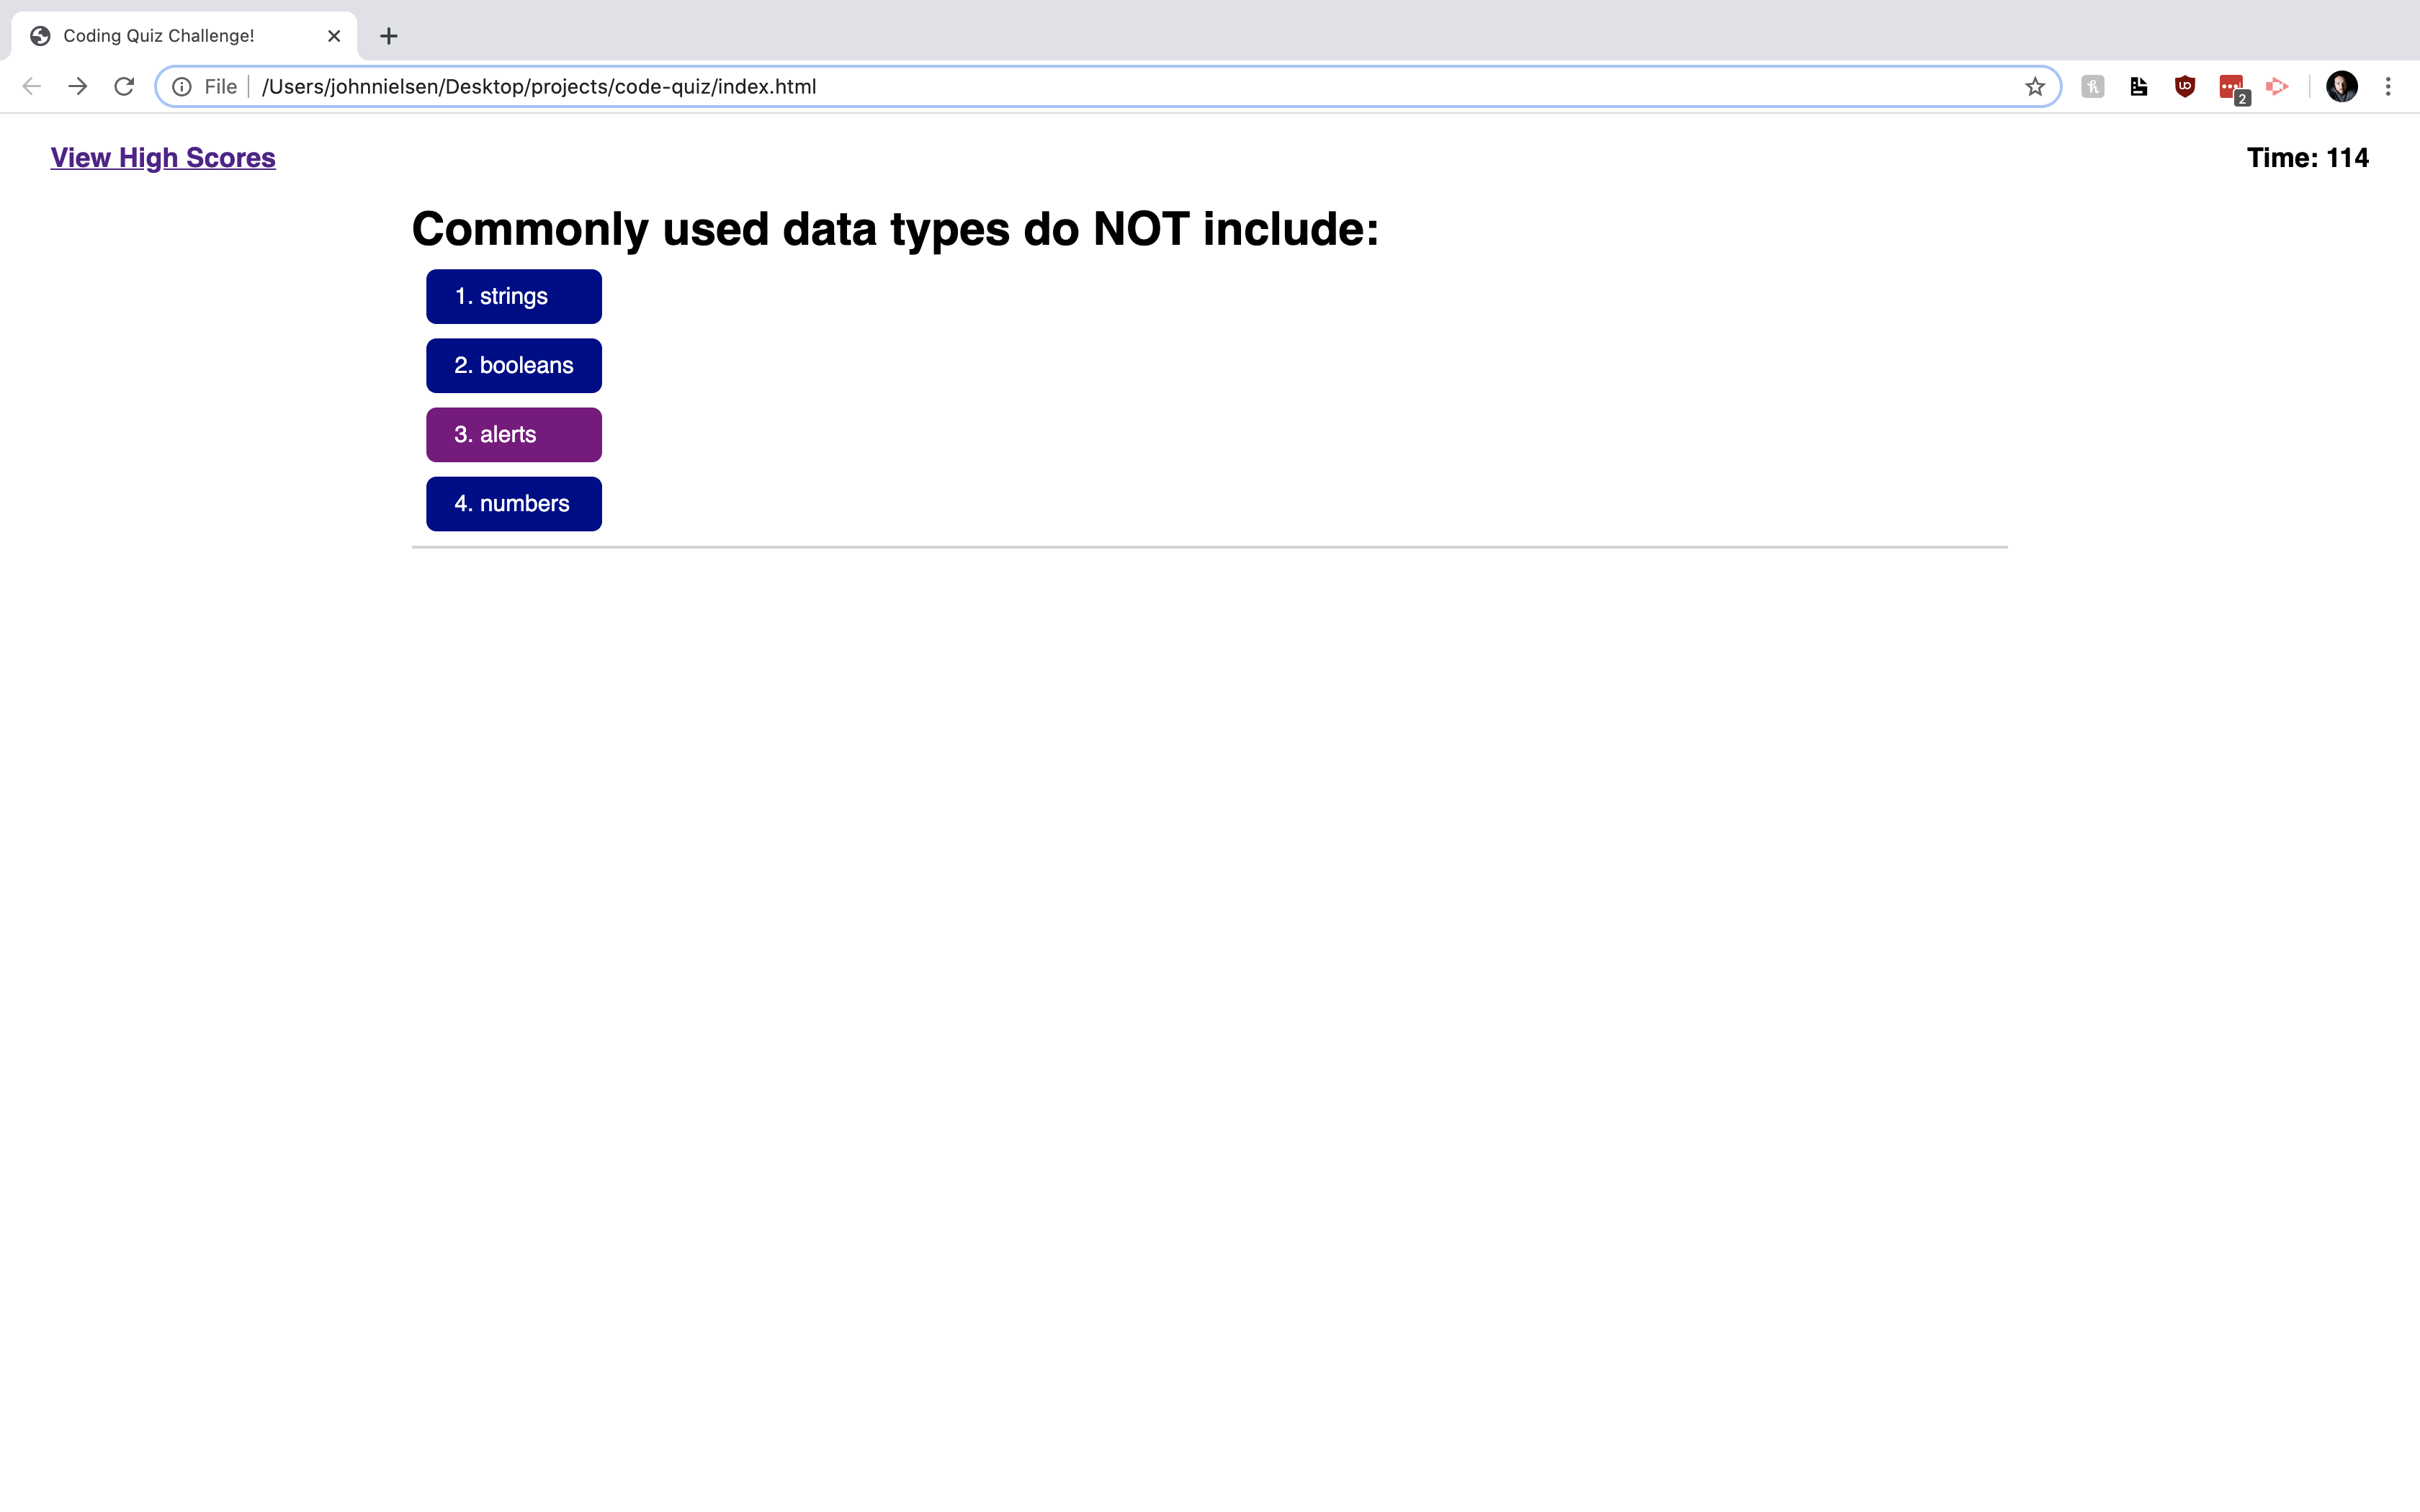 Coding Quiz Challenge!
File /Users/johnnielsen/Desktop/projects/code-quiz/index.html
2
View High Scores
Time: 114
Commonly used data types do NOT include:
1. strings
2. booleans
3. alerts
4. numbers